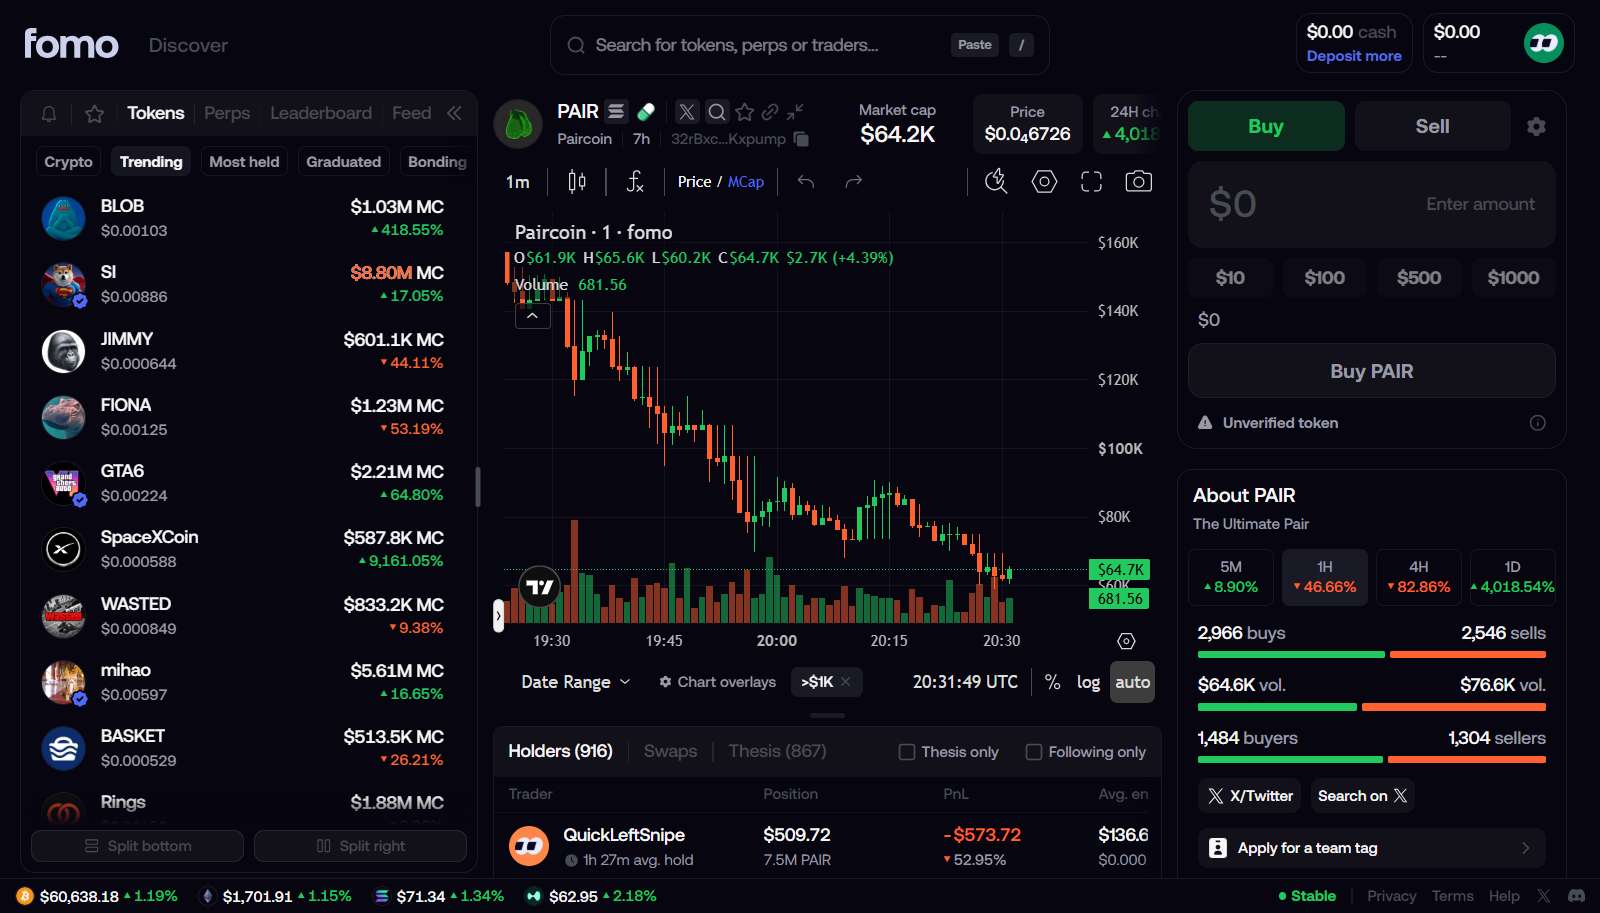 fomo
Discover
Search for tokens, perps or traders...
Paste
/
$0.00 cash
Deposit more
$0.00
--
Tokens
Perps
Leaderboard
Feed
Crypto
Trending
Most held
Graduated
Bonding
BLOB $1.03M MC
$0.00103 418.55%
SI $8.80M MC
$0.00886 17.05%
JIMMY $601.1K MC
$0.000644 44.11%
FIONA $1.23M MC
$0.00125 53.19%
GTA6 $2.21M MC
$0.00224 64.80%
SpaceXCoin $587.8K MC
$0.000588 9,161.05%
WASTED $833.2K MC
$0.000849 9.38%
mihao $5.61M MC
$0.00597 16.65%
BASKET $513.5K MC
$0.000529 26.21%
Rings $1.88M MC
Split bottom
Split right
PAIR
Paircoin
7h
32rBxc...Kxpump
Market cap
$64.2K
Price
$0.0₄6726
24H ch
4,018
1m
Price / MCap
Paircoin · 1 · fomo
O$61.9K H$65.6K L$60.2K C$64.7K $2.7K (+4.39%)
Volume 681.56
$160K
$140K
$120K
$100K
$80K
$64.7K
$60K
681.56
19:30 19:45 20:00 20:15 20:30
Date Range
Chart overlays
>$1K
20:31:49 UTC
%
log
auto
Holders (916)
Swaps
Thesis (867)
Thesis only
Following only
Trader Position PnL Avg. en
QuickLeftSnipe $509.72 -$573.72 $136.6
1h 27m avg. hold 7.5M PAIR 52.95% $0.000
Buy
Sell
$0
Enter amount
$10
$100
$500
$1000
$0
Buy PAIR
Unverified token
About PAIR
The Ultimate Pair
5M 1H 4H 1D
8.90% 46.66% 82.86% 4,018.54%
2,966 buys 2,546 sells
$64.6K vol. $76.6K vol.
1,484 buyers 1,304 sellers
X/Twitter
Search on X
Apply for a team tag
$60,638.18 1.19%
$1,701.91 1.15%
$71.34 1.34%
$62.95 2.18%
Stable
Privacy
Terms
Help